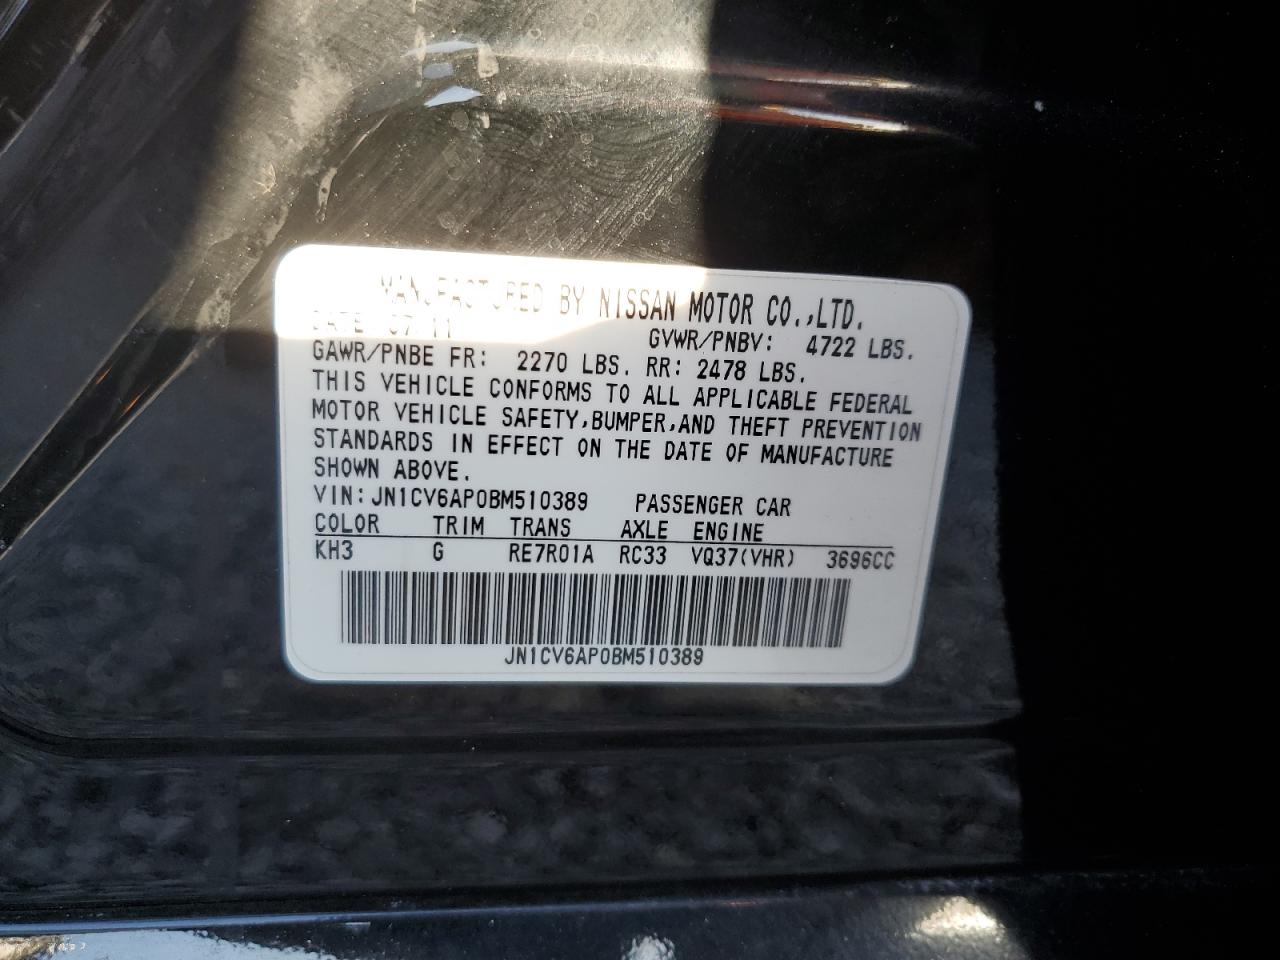 MANUFACTURED BY NISSAN MOTOR CO.,LTD.
DATE 07 11 GVWR/PNBV: 4722 LBS.
GAWR/PNBE FR: 2270 LBS. RR: 2478 LBS.
THIS VEHICLE CONFORMS TO ALL APPLICABLE FEDERAL
MOTOR VEHICLE SAFETY,BUMPER,AND THEFT PREVENTION
STANDARDS IN EFFECT ON THE DATE OF MANUFACTURE
SHOWN ABOVE.
VIN:JN1CV6AP0BM510389 PASSENGER CAR
COLOR TRIM TRANS AXLE ENGINE
KH3 G RE7R01A RC33 VQ37(VHR) 3696CC
JN1CV6AP0BM510389